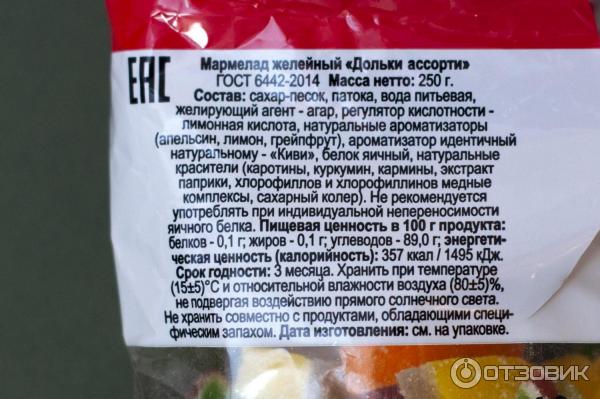 EAC
Мармелад желейный «Дольки ассорти»
ГОСТ 6442-2014 Масса нетто: 250 г.
Состав: сахар-песок, патока, вода питьевая,
желирующий агент - агар, регулятор кислотности -
лимонная кислота, натуральные ароматизаторы
(апельсин, лимон, грейпфрут), ароматизатор идентичный
натуральному - «Киви», белок яичный, натуральные
красители (каротины, куркумин, кармины, экстракт
паприки, хлорофиллов и хлорофиллинов медные
комплексы, сахарный колер). Не рекомендуется
употреблять при индивидуальной непереносимости
яичного белка. Пищевая ценность в 100 г продукта:
белков - 0,1 г; жиров - 0,1 г; углеводов - 89,0 г; энергети-
ческая ценность (калорийность): 357 ккал / 1495 кДж.
Срок годности: 3 месяца. Хранить при температуре
(15±5)°С и относительной влажности воздуха (80±5)%,
не подвергая воздействию прямого солнечного света.
Не хранить совместно с продуктами, обладающими специ-
фическим запахом. Дата изготовления: см. на упаковке.
ОТЗОВИК